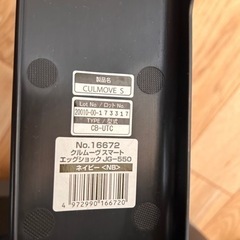 製品名
CULMOVE S
Lot No./ロットNo.
20010-00-173317
TYPE/型式
CB-UTC
No.16672
クルムーヴ スマート
エッグショック JG-550
ネイビー<NB>
4 972990 166720